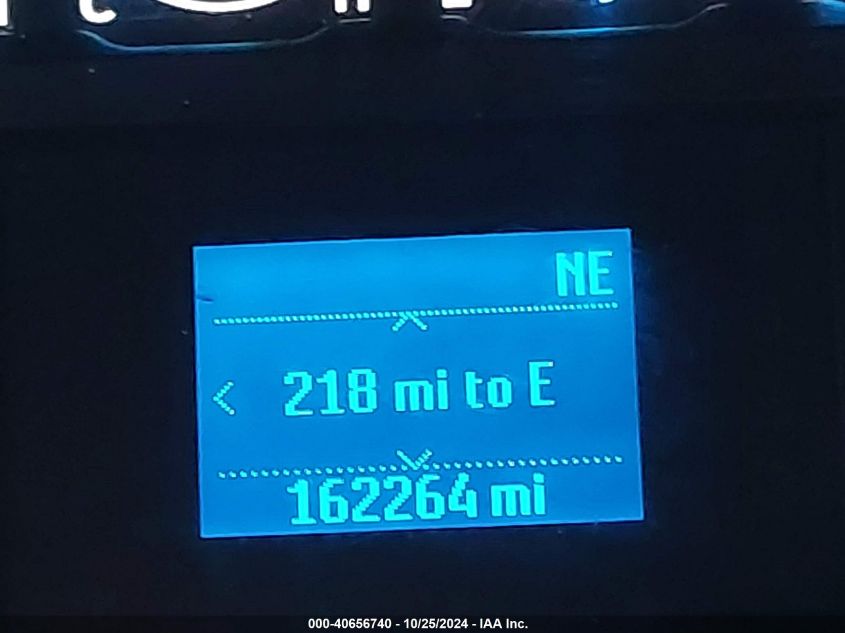 NE
218 mi to E
162264 mi
000-40656740 - 10/25/2024 - IAA Inc.